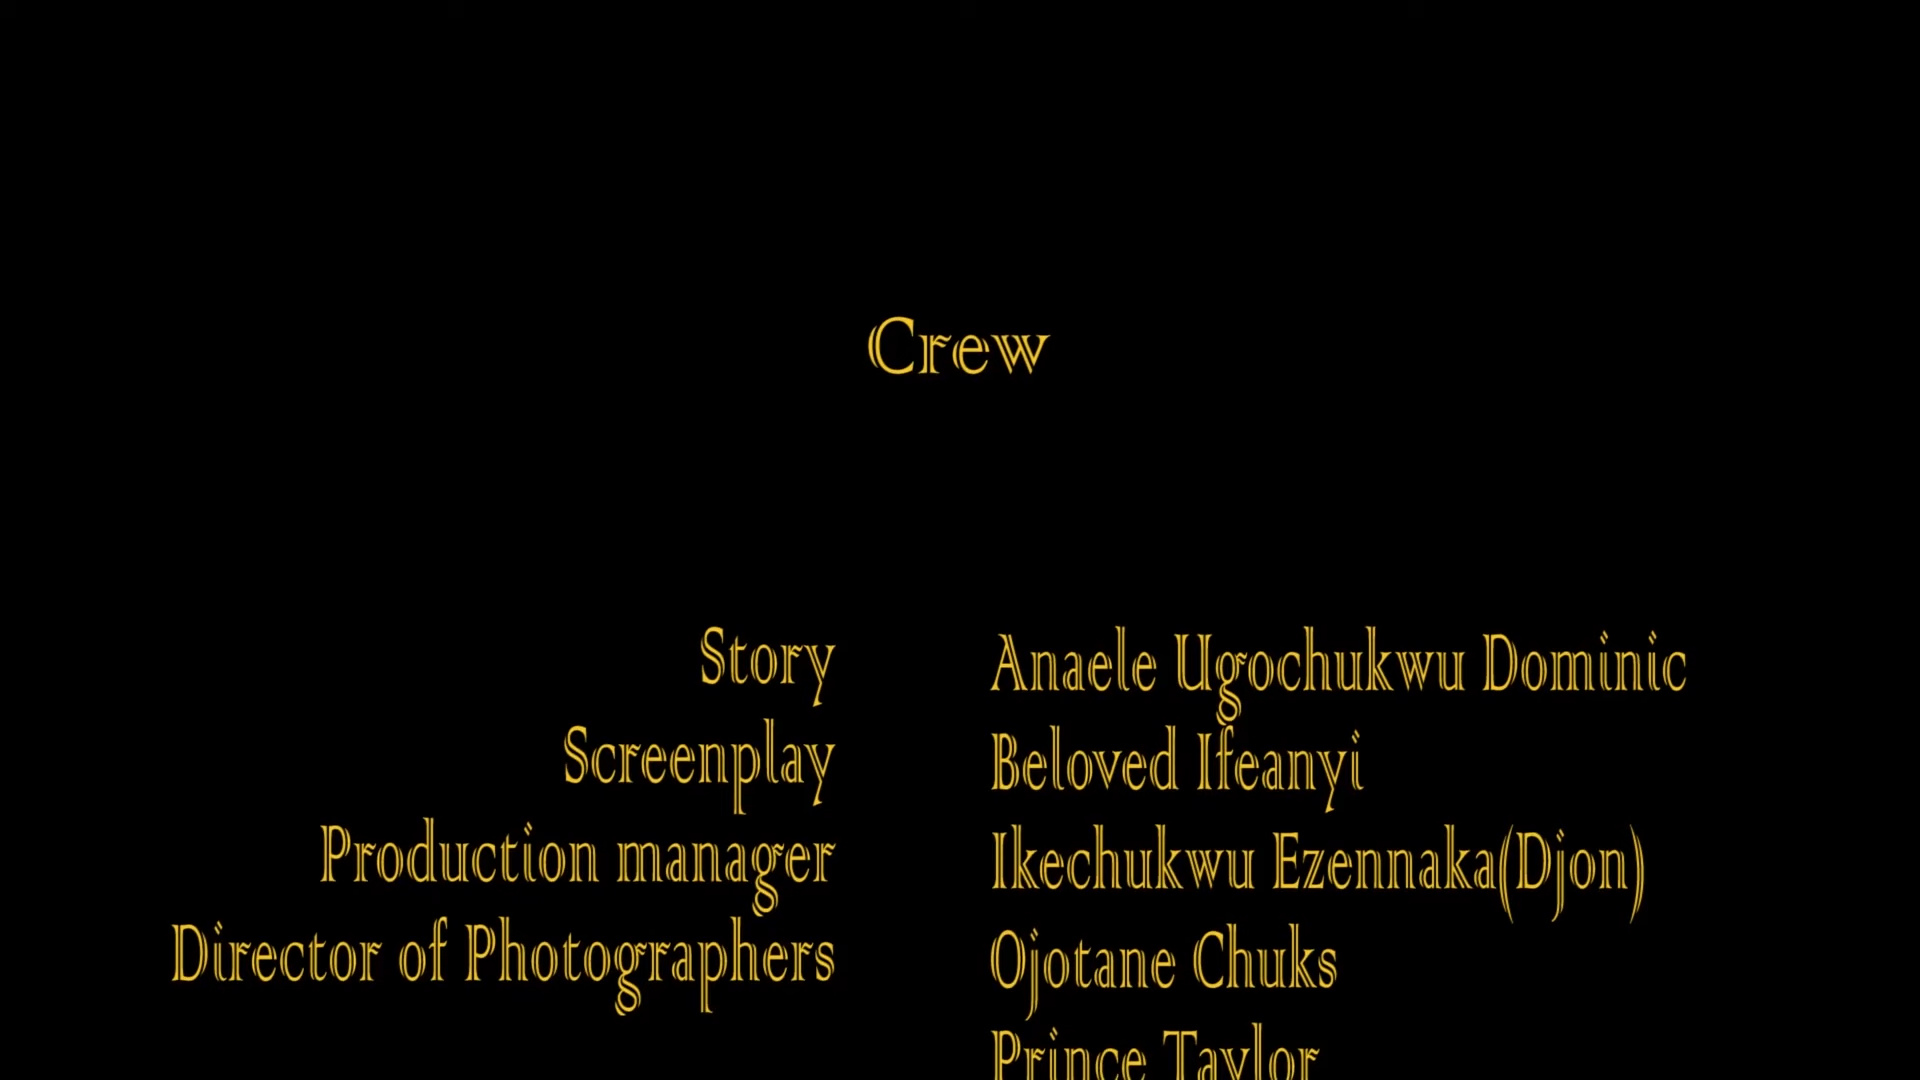 Crew
Story Anaele Ugochukwu Dominic
Screenplay Beloved Ifeanyi
Production manager Ikechukwu Ezennaka(Djon)
Director of Photographers Ojotane Chuks
Prince Taylor